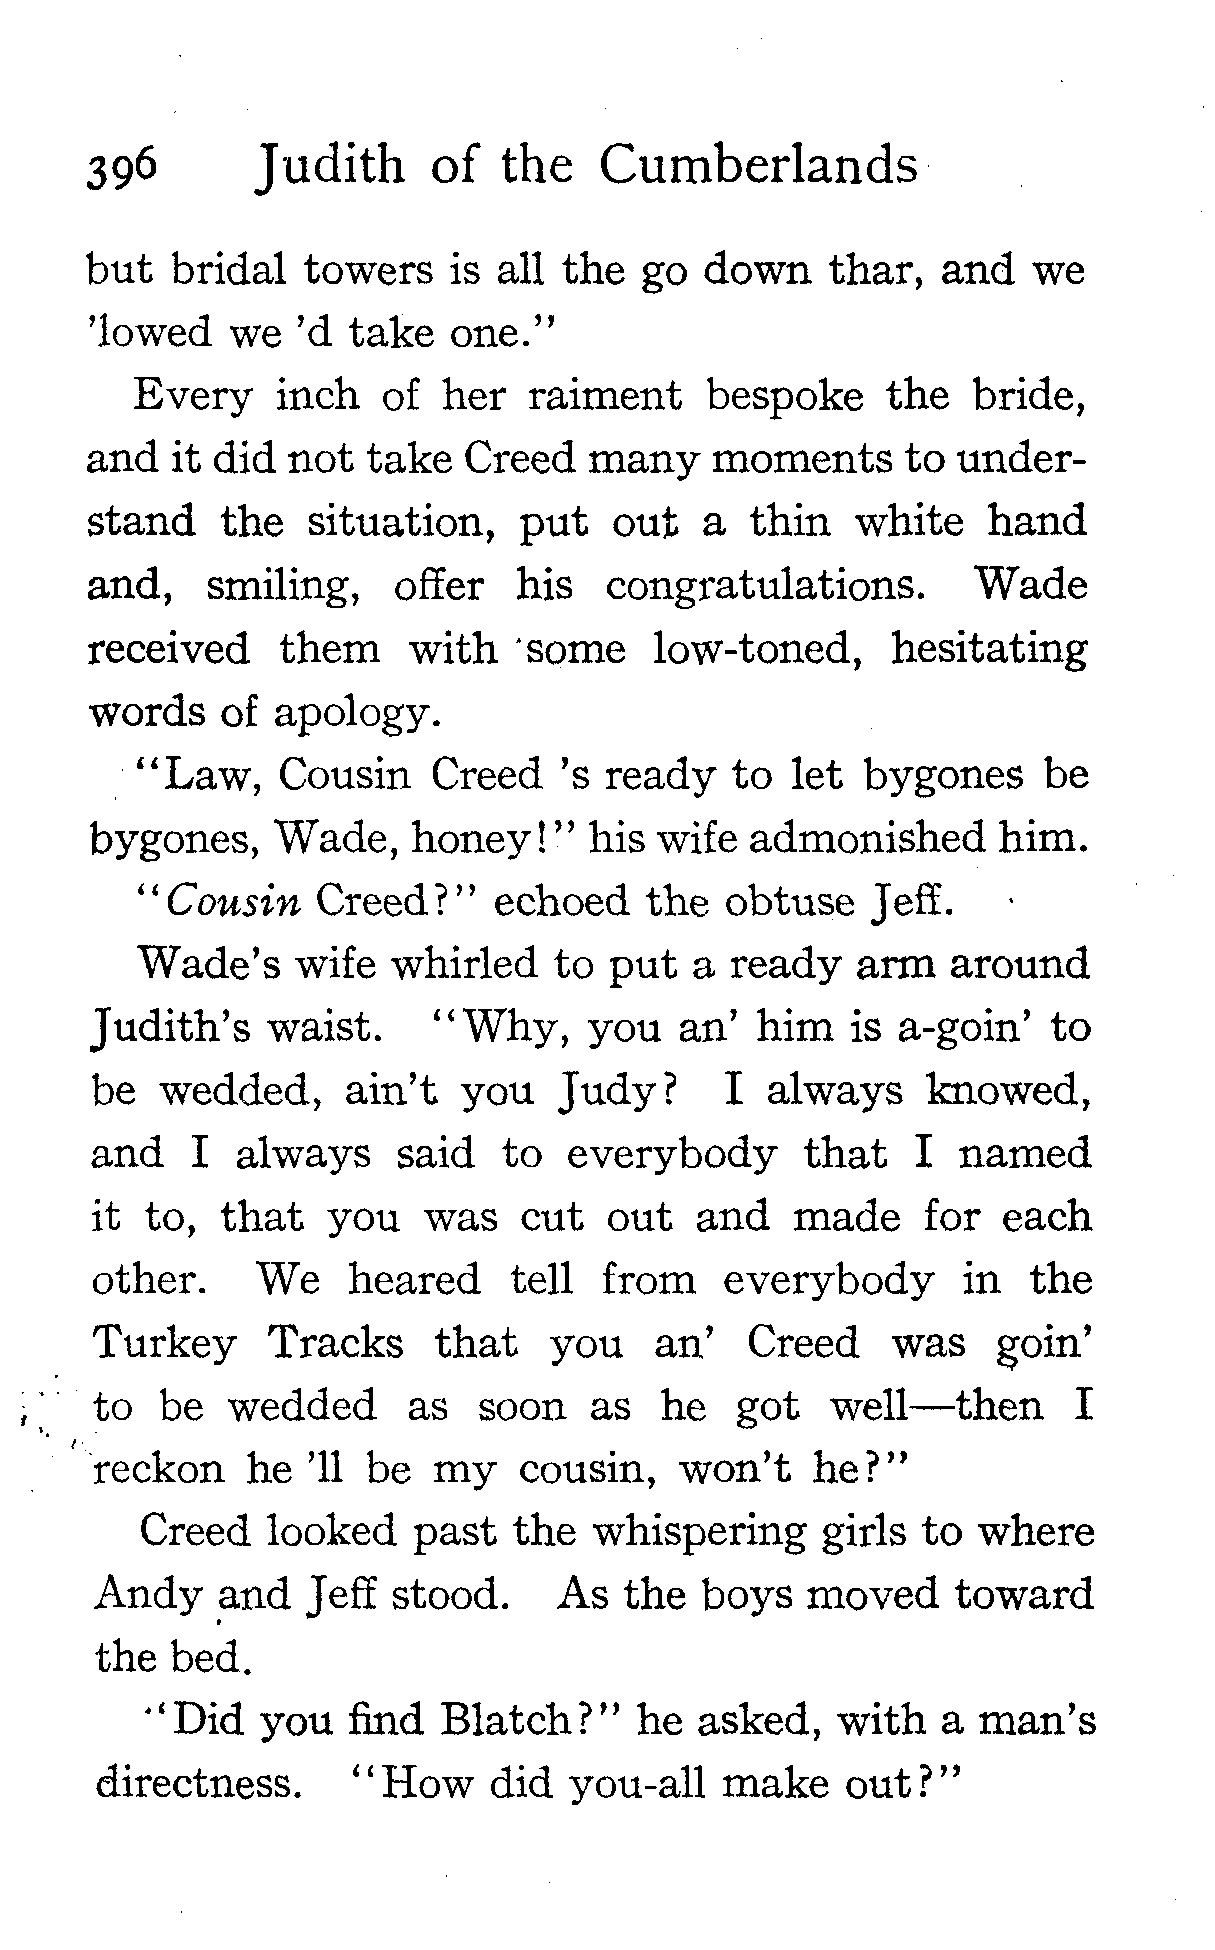 396 Judith of the Cumberlands
but bridal towers is all the go down thar, and we
'lowed we 'd take one."
Every inch of her raiment bespoke the bride,
and it did not take Creed many moments to under-
stand the situation, put out a thin white hand
and, smiling, offer his congratulations. Wade
received them with some low-toned, hesitating
words of apology.
"Law, Cousin Creed 's ready to let bygones be
bygones, Wade, honey!" his wife admonished him.
"Cousin Creed?" echoed the obtuse Jeff.
Wade's wife whirled to put a ready arm around
Judith's waist. "Why, you an' him is a-goin' to
be wedded, ain't you Judy? I always knowed,
and I always said to everybody that I named
it to, that you was cut out and made for each
other. We heared tell from everybody in the
Turkey Tracks that you an' Creed was goin'
to be wedded as soon as he got well—then I
reckon he 'll be my cousin, won't he?"
Creed looked past the whispering girls to where
Andy and Jeff stood. As the boys moved toward
the bed.
"Did you find Blatch?" he asked, with a man's
directness. "How did you-all make out?"